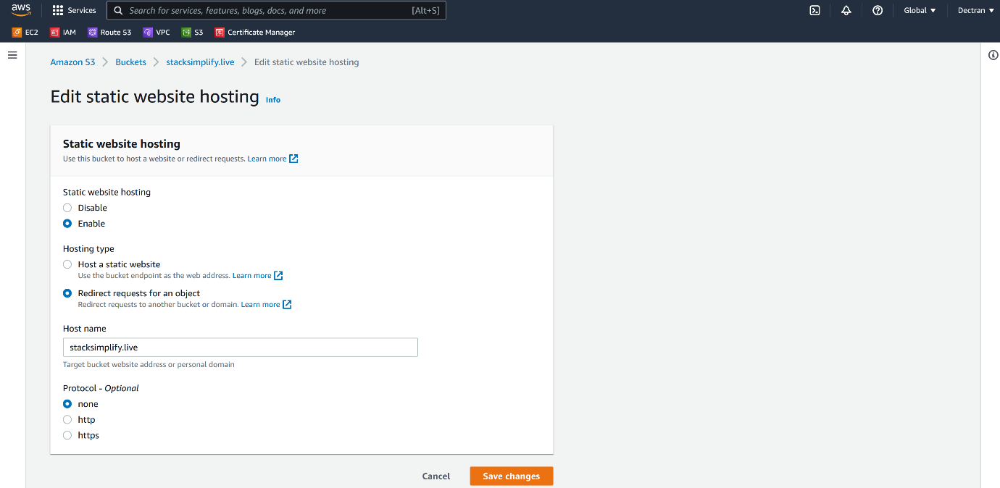 aws Services Search for services, features, blogs, docs, and more [Alt+S] Global Dectran
EC2 IAM Route 53 VPC S3 Certificate Manager
Amazon S3 Buckets stacksimplify.live Edit static website hosting
Edit static website hosting Info
Static website hosting
Use this bucket to host a website or redirect requests. Learn more
Static website hosting
Disable
Enable
Hosting type
Host a static website
Use the bucket endpoint as the web address. Learn more
Redirect requests for an object
Redirect requests to another bucket or domain. Learn more
Host name
stacksimplify.live
Target bucket website address or personal domain
Protocol - Optional
none
http
https
Cancel Save changes